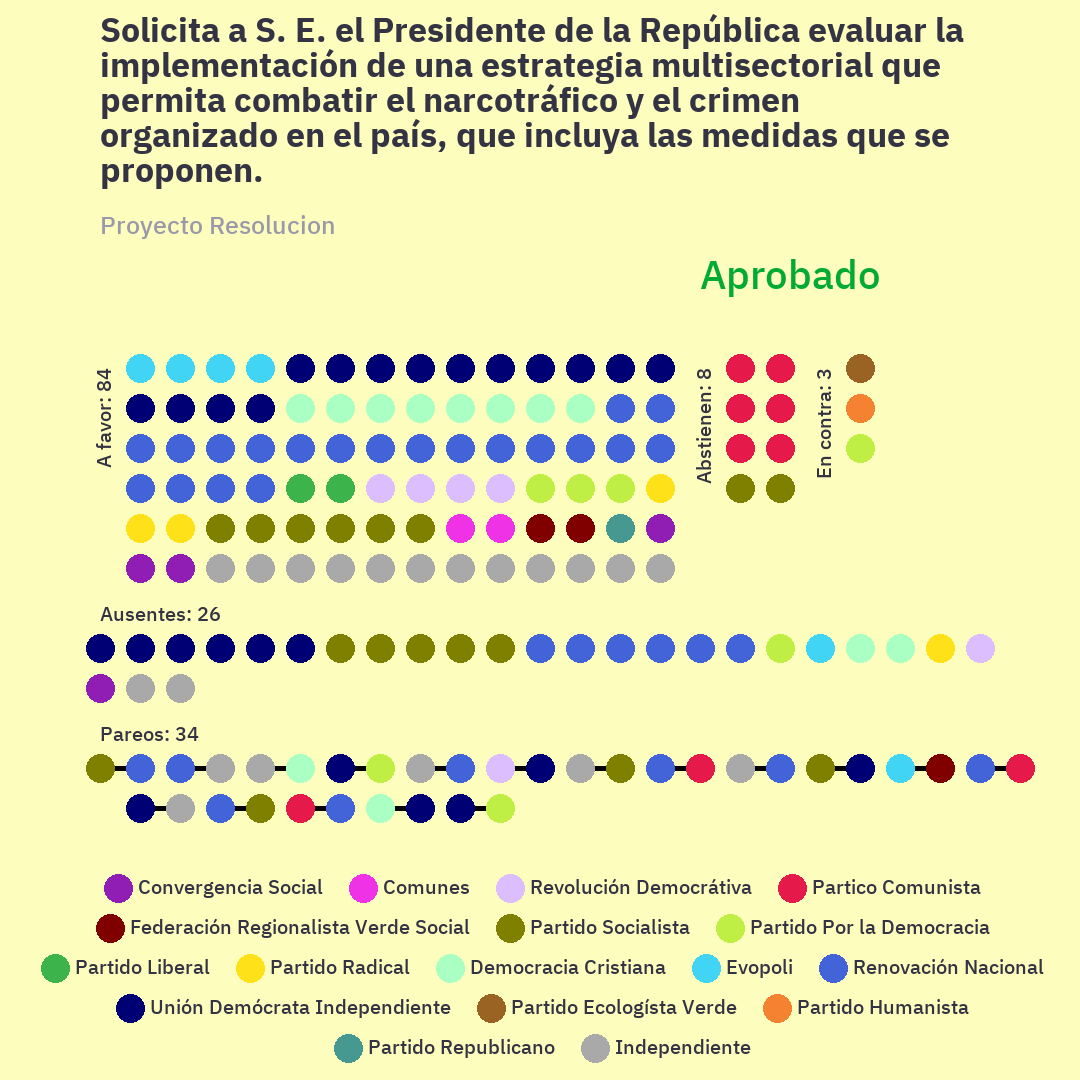 Solicita a S. E. el Presidente de la República evaluar la
implementación de una estrategia multisectorial que
permita combatir el narcotráfico y el crimen
organizado en el país, que incluya las medidas que se
proponen.
Proyecto Resolucion
Aprobado
A favor: 84
Abstienen: 8
En contra: 3
Ausentes: 26
Pareos: 34
Convergencia Social Comunes Revolución Democrátiva Partico Comunista
Federación Regionalista Verde Social Partido Socialista Partido Por la Democracia
Partido Liberal Partido Radical Democracia Cristiana Evopoli Renovación Nacional
Unión Demócrata Independiente Partido Ecologísta Verde Partido Humanista
Partido Republicano Independiente